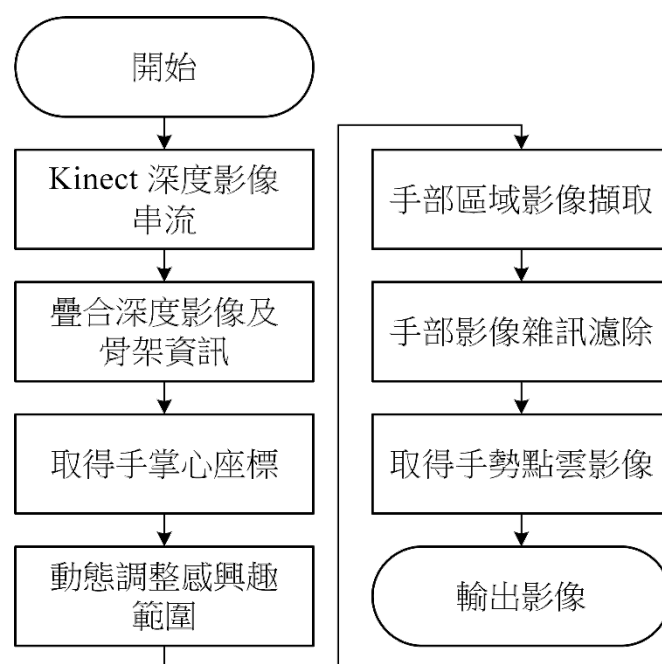 開始
Kinect 深度影像
串流
疊合深度影像及
骨架資訊
取得手掌心座標
動態調整感興趣
範圍
手部區域影像擷取
手部影像雜訊濾除
取得手勢點雲影像
輸出影像